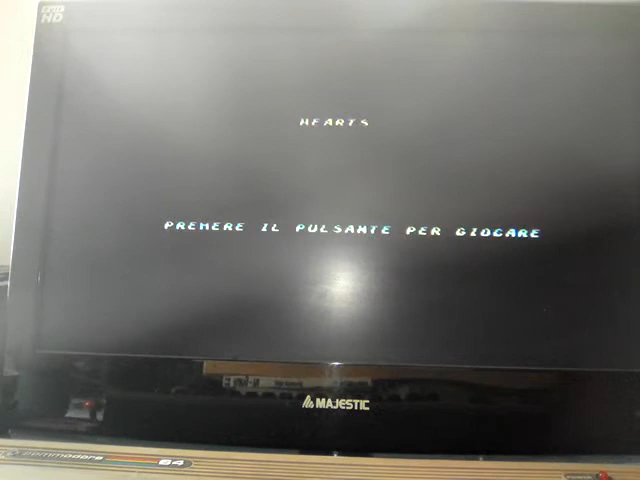 HD
HEARTS
PREMERE IL PULSANTE PER GIOCARE
MAJESTIC
commodore 64